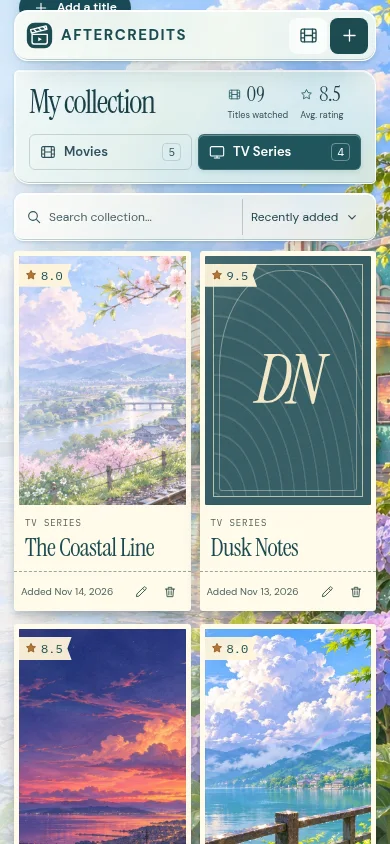 Add a title
AFTERCREDITS
My collection
09
Titles watched
8.5
Avg. rating
Movies 5
TV Series 4
Search collection...
Recently added
8.0
TV SERIES
The Coastal Line
Added Nov 14, 2026
9.5
DN
TV SERIES
Dusk Notes
Added Nov 13, 2026
8.5
8.0